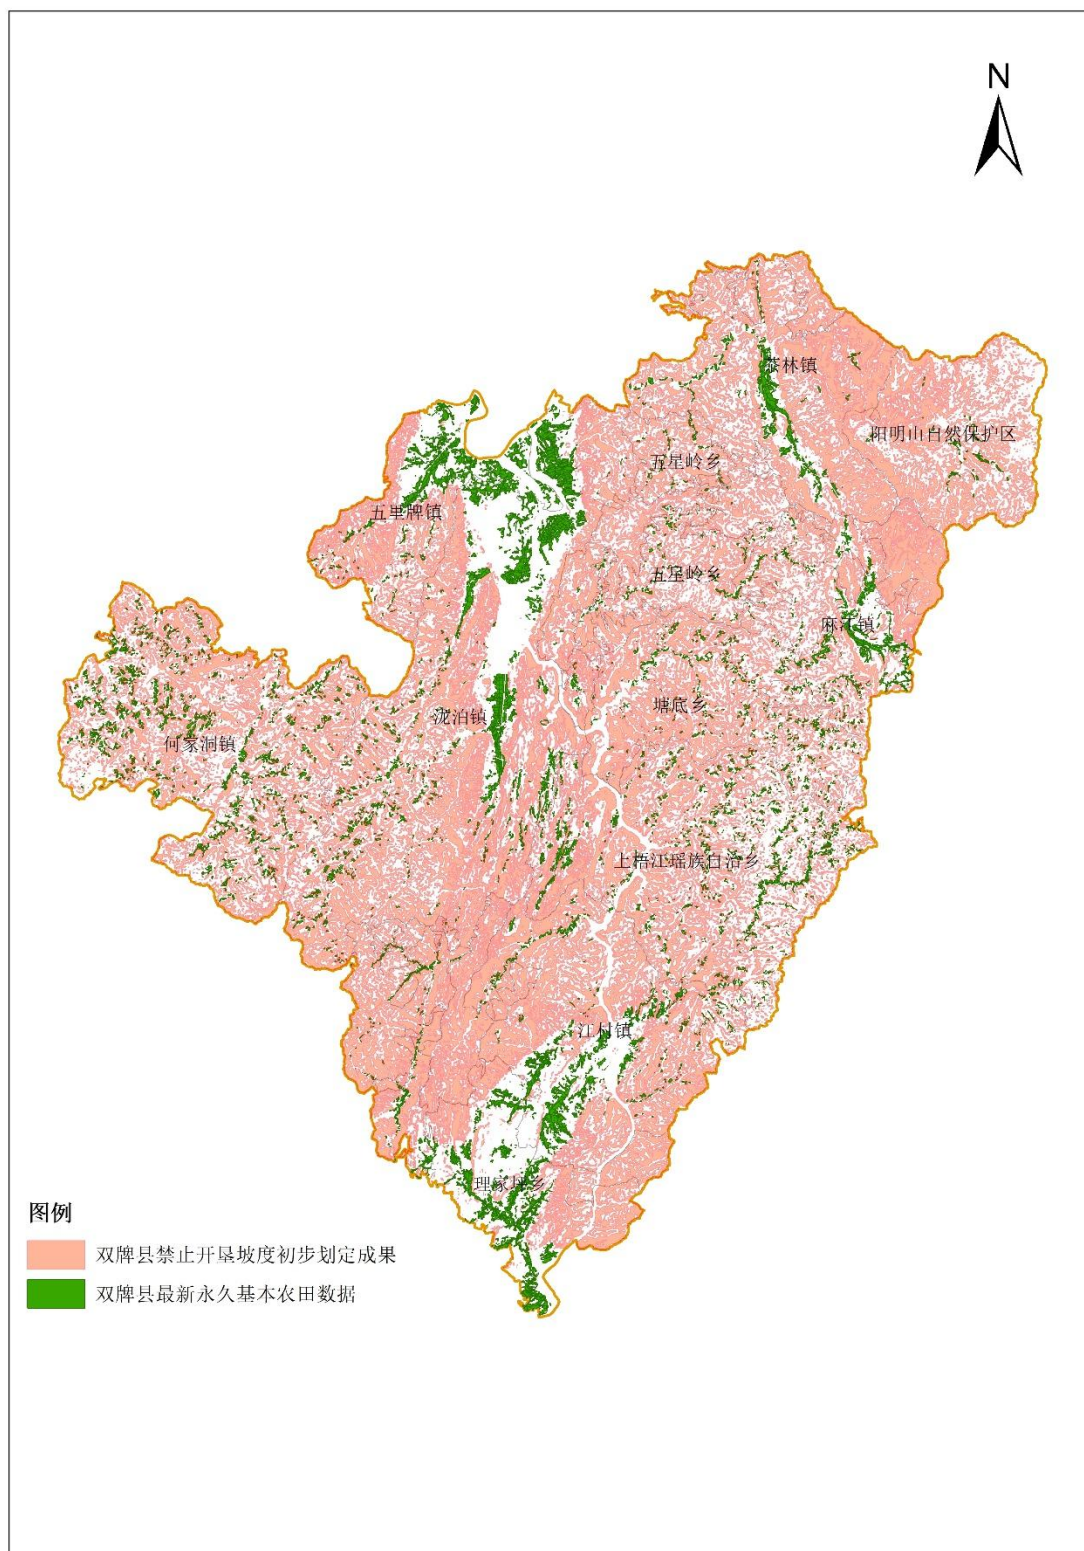 N
茶林镇
阳明山自然保护区
五星岭乡
五里牌镇
五星岭乡
麻江镇
塘底乡
泷泊镇
何家洞镇
上梧江瑶族自治乡
江村镇
理家坪乡
图例
双牌县禁止开垦坡度初步划定成果
双牌县最新永久基本农田数据